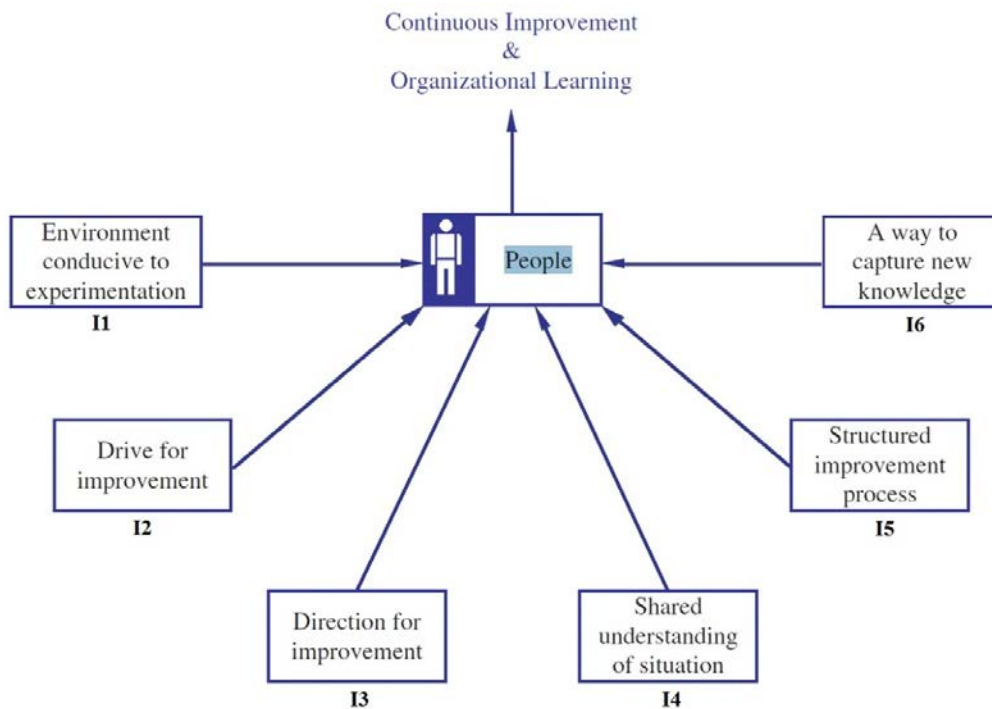 Continuous Improvement
&
Organizational Learning
Environment
conducive to
experimentation
I1
People
A way to
capture new
knowledge
I6
Drive for
improvement
I2
Structured
improvement
process
I5
Direction for
improvement
I3
Shared
understanding
of situation
I4